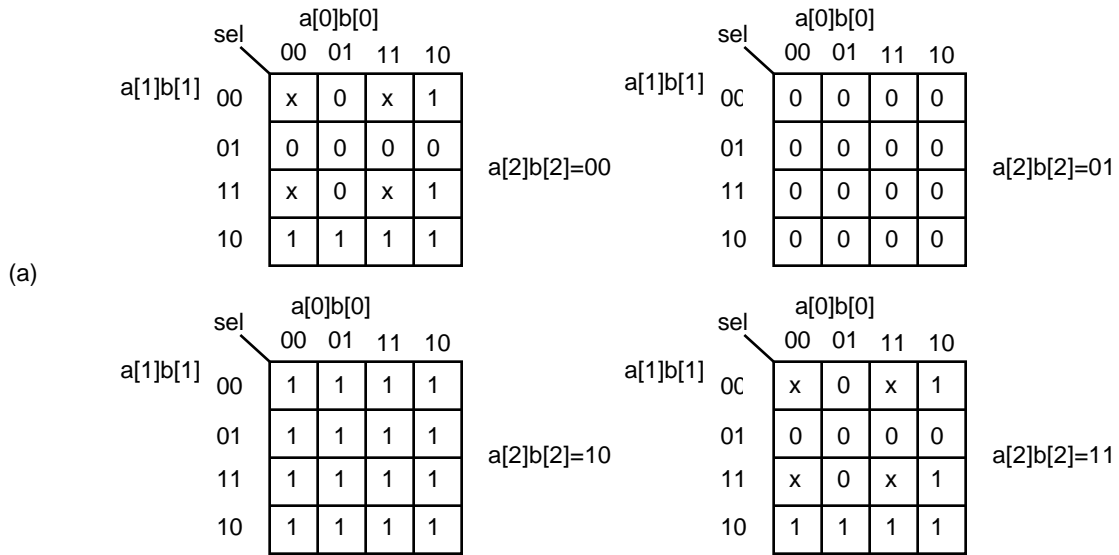 a[0]b[0]
sel
00 01 11 10
a[1]b[1] 00 x 0 x 1
01 0 0 0 0
11 x 0 x 1
10 1 1 1 1
a[2]b[2]=00
a[0]b[0]
sel
00 01 11 10
a[1]b[1] 00 0 0 0 0
01 0 0 0 0
11 0 0 0 0
10 0 0 0 0
a[2]b[2]=01
(a)
a[0]b[0]
sel
00 01 11 10
a[1]b[1] 00 1 1 1 1
01 1 1 1 1
11 1 1 1 1
10 1 1 1 1
a[2]b[2]=10
a[0]b[0]
sel
00 01 11 10
a[1]b[1] 00 x 0 x 1
01 0 0 0 0
11 x 0 x 1
10 1 1 1 1
a[2]b[2]=11